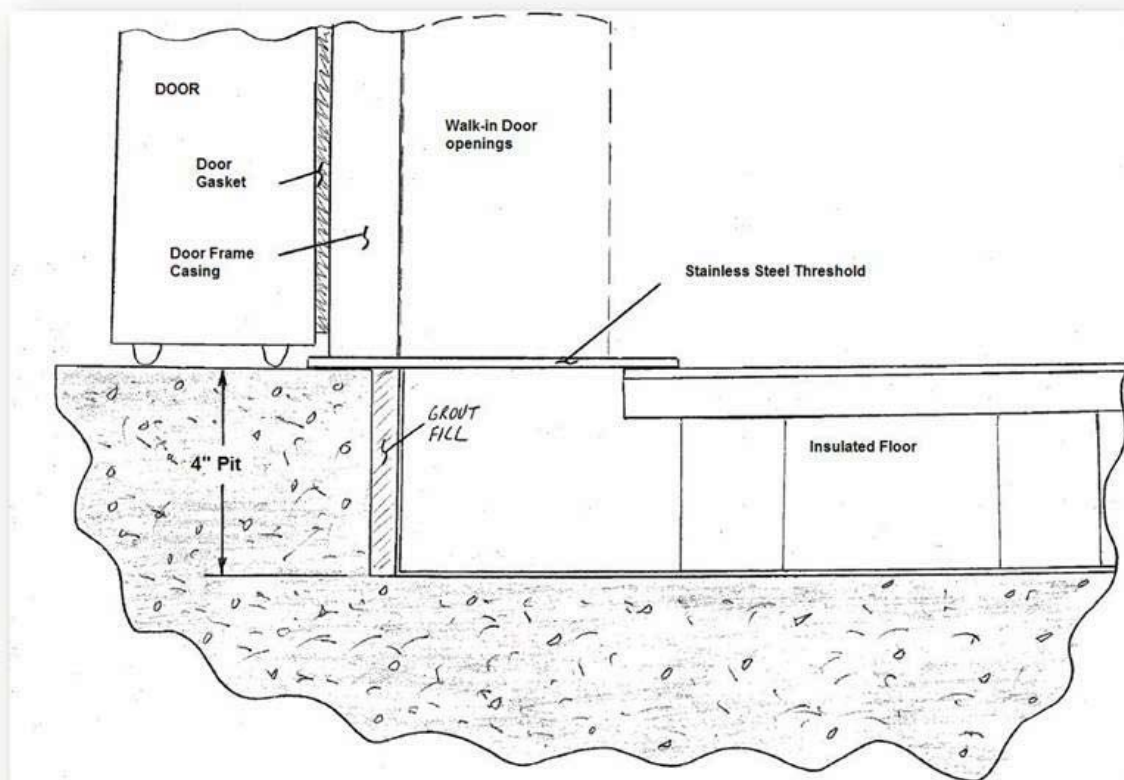 DOOR
Walk-in Door
openings
Door
Gasket
Door Frame
Casing
Stainless Steel Threshold
GROUT
FILL
4" Pit
Insulated Floor